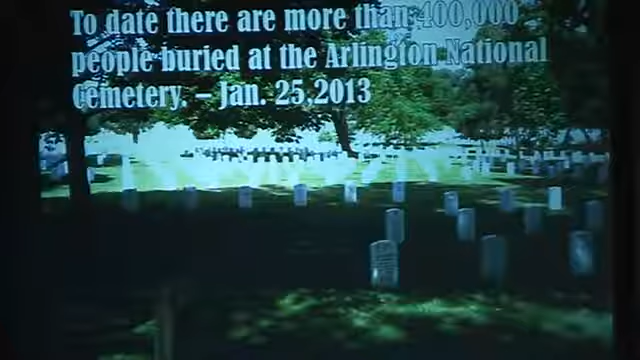 To date there are more than 400,000
people buried at the Arlington National
Cemetery. – Jan. 25,2013